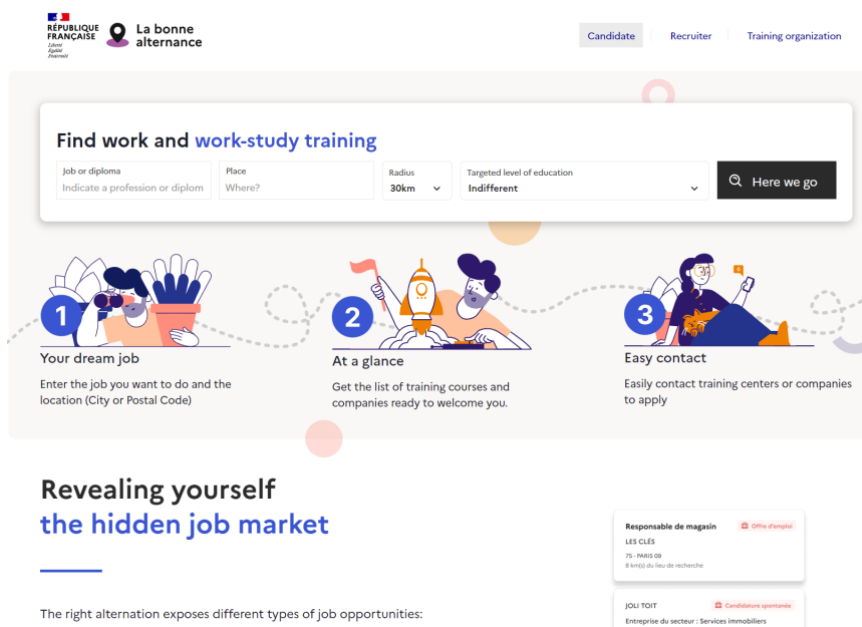 RÉPUBLIQUE
FRANÇAISE
Liberté
Égalité
Fraternité
La bonne
alternance
Candidate
Recruiter
Training organization
Find work and work-study training
Job or diploma
Indicate a profession or diplom
Place
Where?
Radius
30km
Targeted level of education
Indifferent
Here we go
1
Your dream job
Enter the job you want to do and the
location (City or Postal Code)
2
At a glance
Get the list of training courses and
companies ready to welcome you.
3
Easy contact
Easily contact training centers or companies
to apply
Revealing yourself
the hidden job market
The right alternation exposes different types of job opportunities:
Responsable de magasin
Offre d'emploi
LES CLÉS
75 - PARIS 08
8 km(s) du lieu de recherche
JOLI TOIT
Candidature spontanée
Entreprise du secteur : Services immobiliers